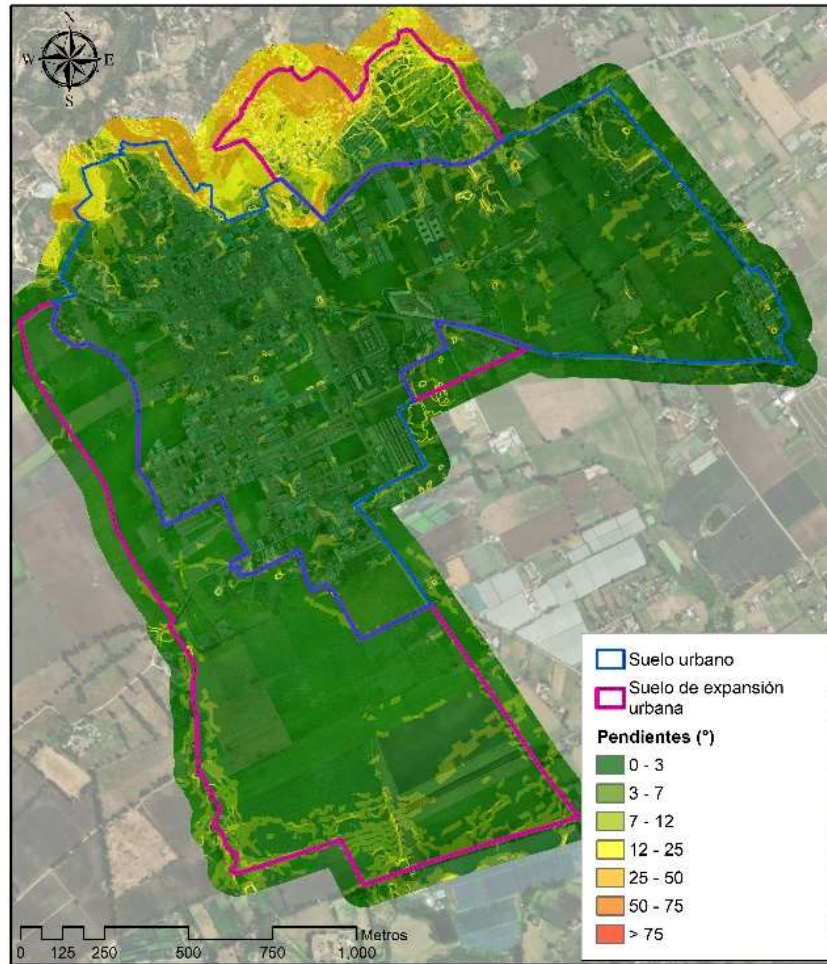 N
W E
S
Suelo urbano
Suelo de expansión
urbana
Pendientes (°)
0 - 3
3 - 7
7 - 12
12 - 25
25 - 50
50 - 75
> 75
Metros
0 125 250 500 750 1,000